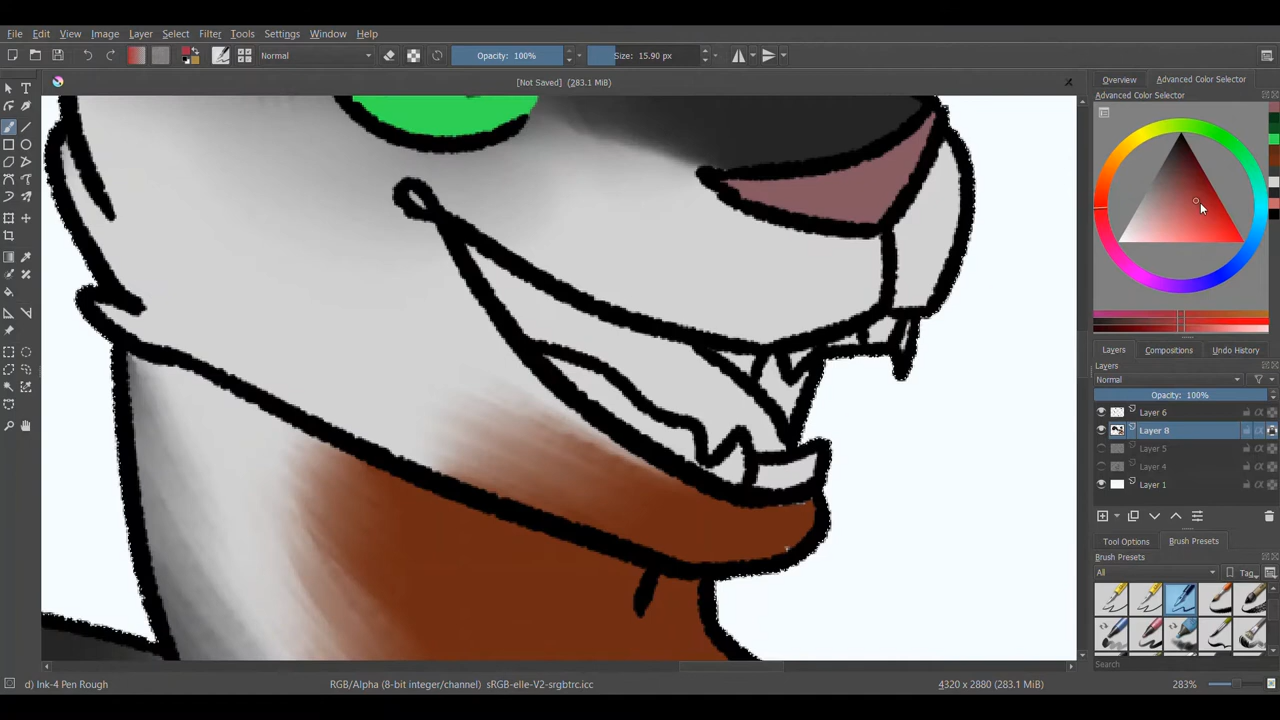 File Edit View Image Layer Select Filter Tools Settings Window Help
Normal Opacity: 100% Size: 15.90 px
[Not Saved] (283.1 MiB)
Overview Advanced Color Selector
Advanced Color Selector
Layers Compositions Undo History
Layers
Normal
Opacity: 100%
Layer 6
Layer 8
Layer 5
Layer 4
Layer 1
Tool Options Brush Presets
Brush Presets
All Tag
Search
d) Ink-4 Pen Rough RGB/Alpha (8-bit integer/channel) sRGB-elle-V2-srgbtrc.icc 4320 x 2880 (283.1 MiB) 283%